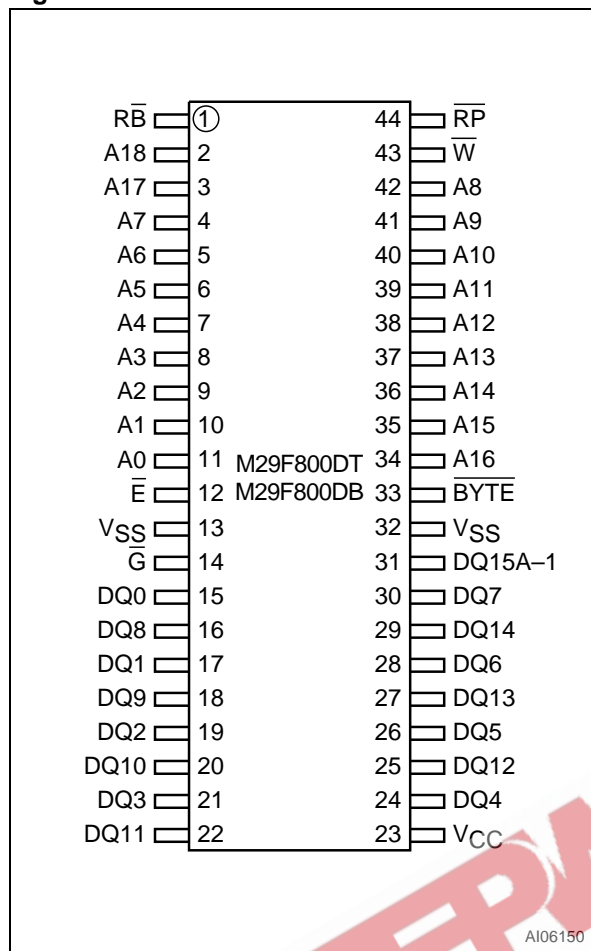 RB̅ 1 44 R̅P̅
A18 2 43 W̅
A17 3 42 A8
A7 4 41 A9
A6 5 40 A10
A5 6 39 A11
A4 7 38 A12
A3 8 37 A13
A2 9 36 A14
A1 10 35 A15
A0 11 M29F800DT 34 A16
E̅ 12 M29F800DB 33 B̅Y̅T̅E̅
VSS 13 32 VSS
G̅ 14 31 DQ15A–1
DQ0 15 30 DQ7
DQ8 16 29 DQ14
DQ1 17 28 DQ6
DQ9 18 27 DQ13
DQ2 19 26 DQ5
DQ10 20 25 DQ12
DQ3 21 24 DQ4
DQ11 22 23 VCC
AI06150